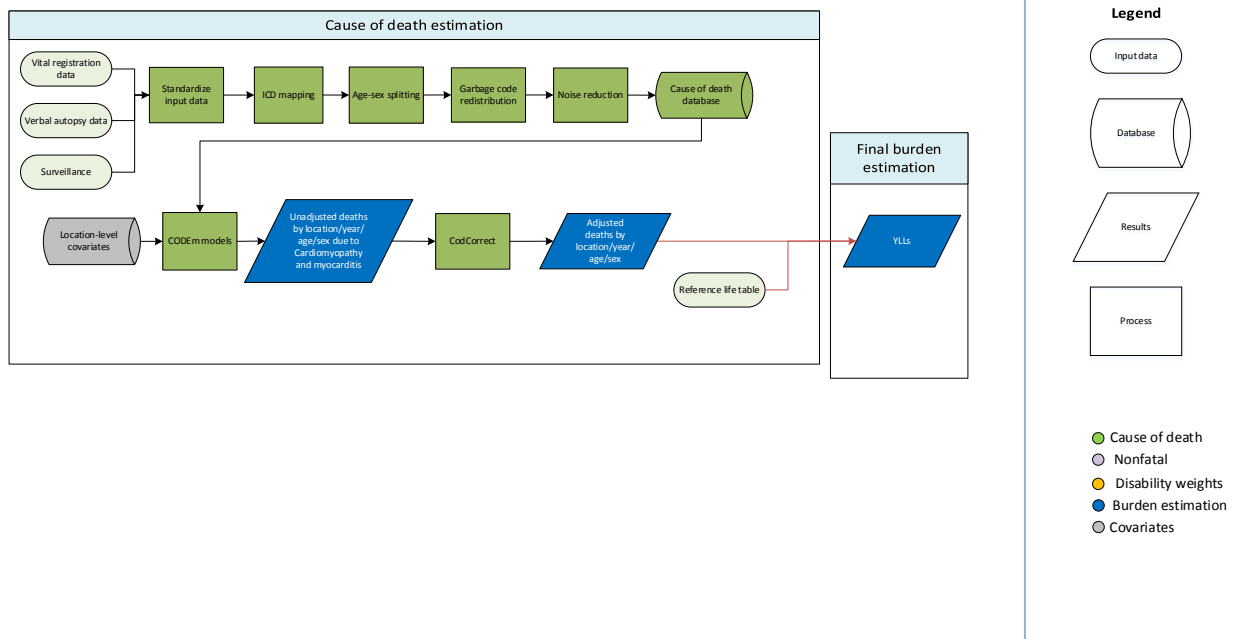 Cause of death estimation
Vital registration
data
Verbal autopsy data
Surveillance
Standardize
input data
ICD mapping
Age-sex splitting
Garbage code
redistribution
Noise reduction
Cause of death
database
Location-level
covariates
CODEm models
Unadjusted deaths
by location/year/
age/sex due to
Cardiomyopathy
and myocarditis
CodCorrect
Adjusted
deaths by
location/year/
age/sex
Reference life table
Final burden
estimation
YLLs
Legend
Input data
Database
Results
Process
Cause of death
Nonfatal
Disability weights
Burden estimation
Covariates